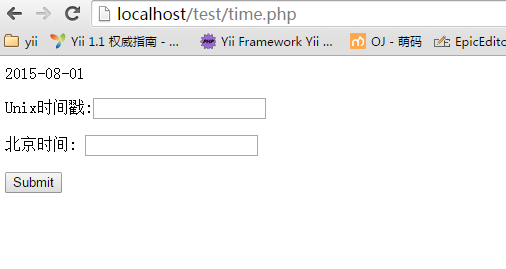 localhost/test/time.php
yii Yii 1.1 权威指南 - ... Yii Framework Yii ... OJ - 萌码 EpicEdito
2015-08-01
Unix时间戳:
北京时间:
Submit